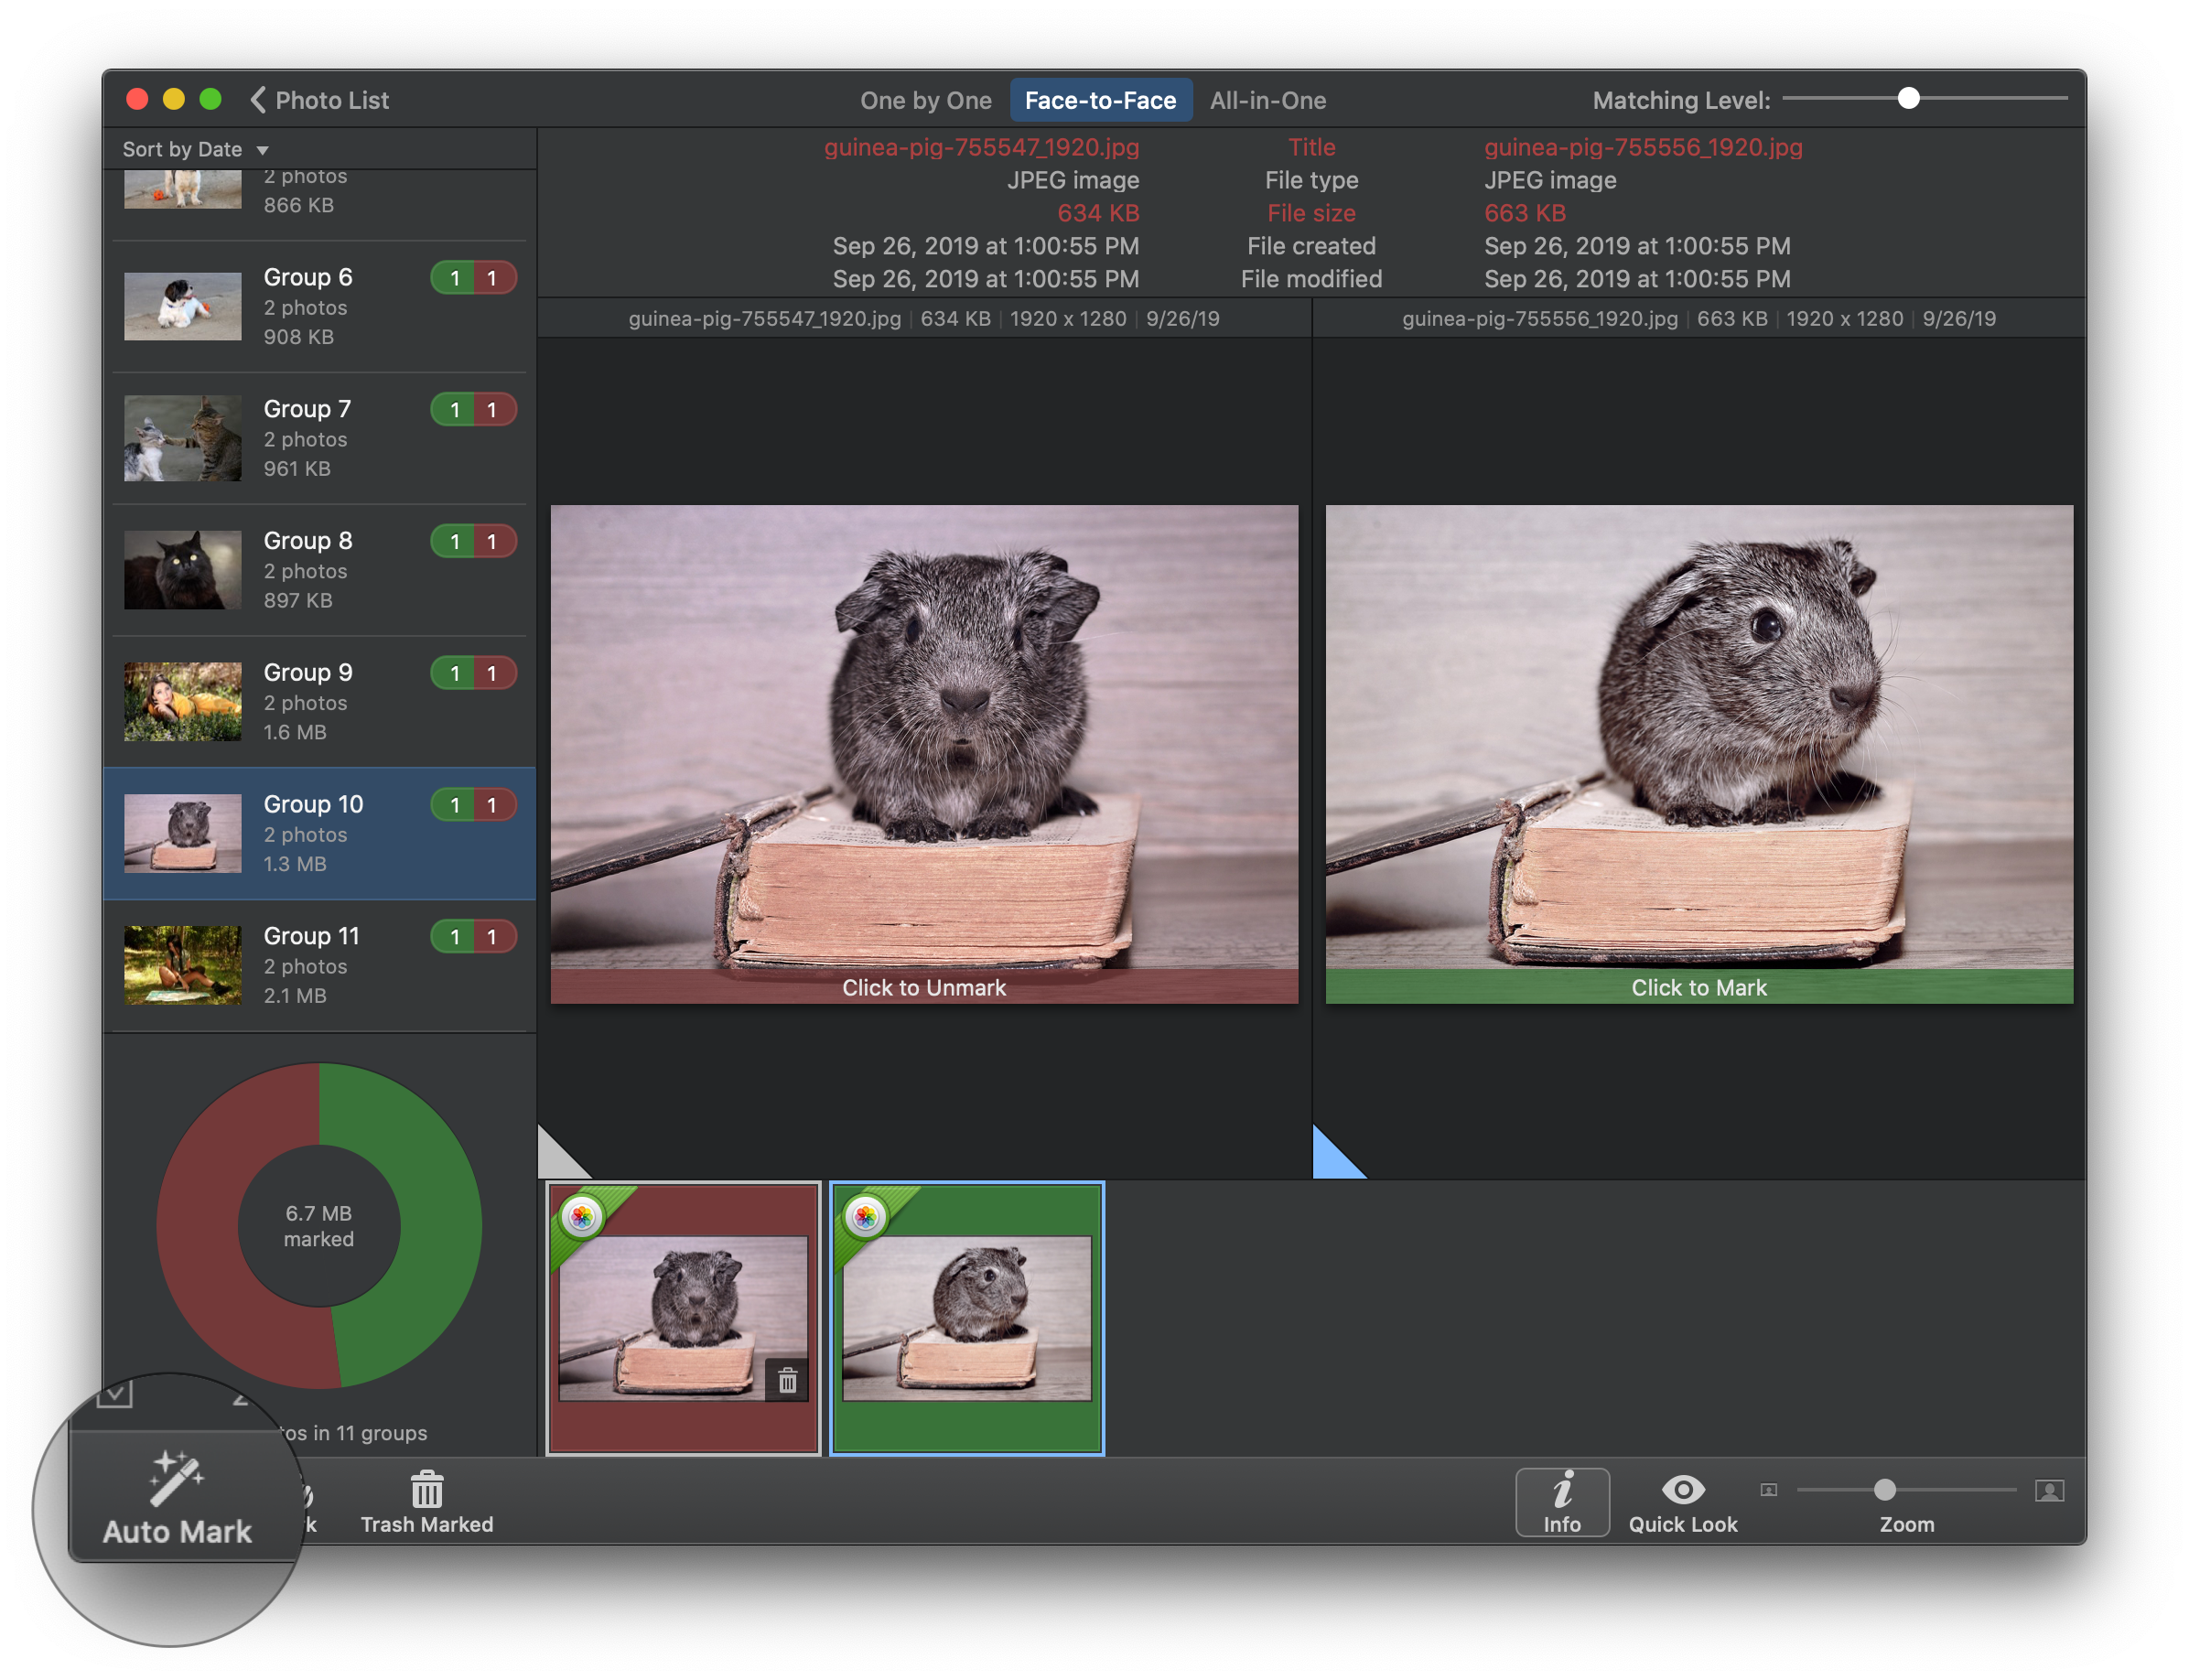 Photo List
One by One
Face-to-Face
All-in-One
Matching Level:
Sort by Date
2 photos
866 KB
Group 6
1 1
2 photos
908 KB
Group 7
1 1
2 photos
961 KB
Group 8
1 1
2 photos
897 KB
Group 9
1 1
2 photos
1.6 MB
Group 10
1 1
2 photos
1.3 MB
Group 11
1 1
2 photos
2.1 MB
6.7 MB
marked
in 11 groups
guinea-pig-755547_1920.jpg Title guinea-pig-755556_1920.jpg
JPEG image File type JPEG image
634 KB File size 663 KB
Sep 26, 2019 at 1:00:55 PM File created Sep 26, 2019 at 1:00:55 PM
Sep 26, 2019 at 1:00:55 PM File modified Sep 26, 2019 at 1:00:55 PM
guinea-pig-755547_1920.jpg | 634 KB | 1920 x 1280 | 9/26/19
guinea-pig-755556_1920.jpg | 663 KB | 1920 x 1280 | 9/26/19
Click to Unmark
Click to Mark
Auto Mark
Trash Marked
Info
Quick Look
Zoom